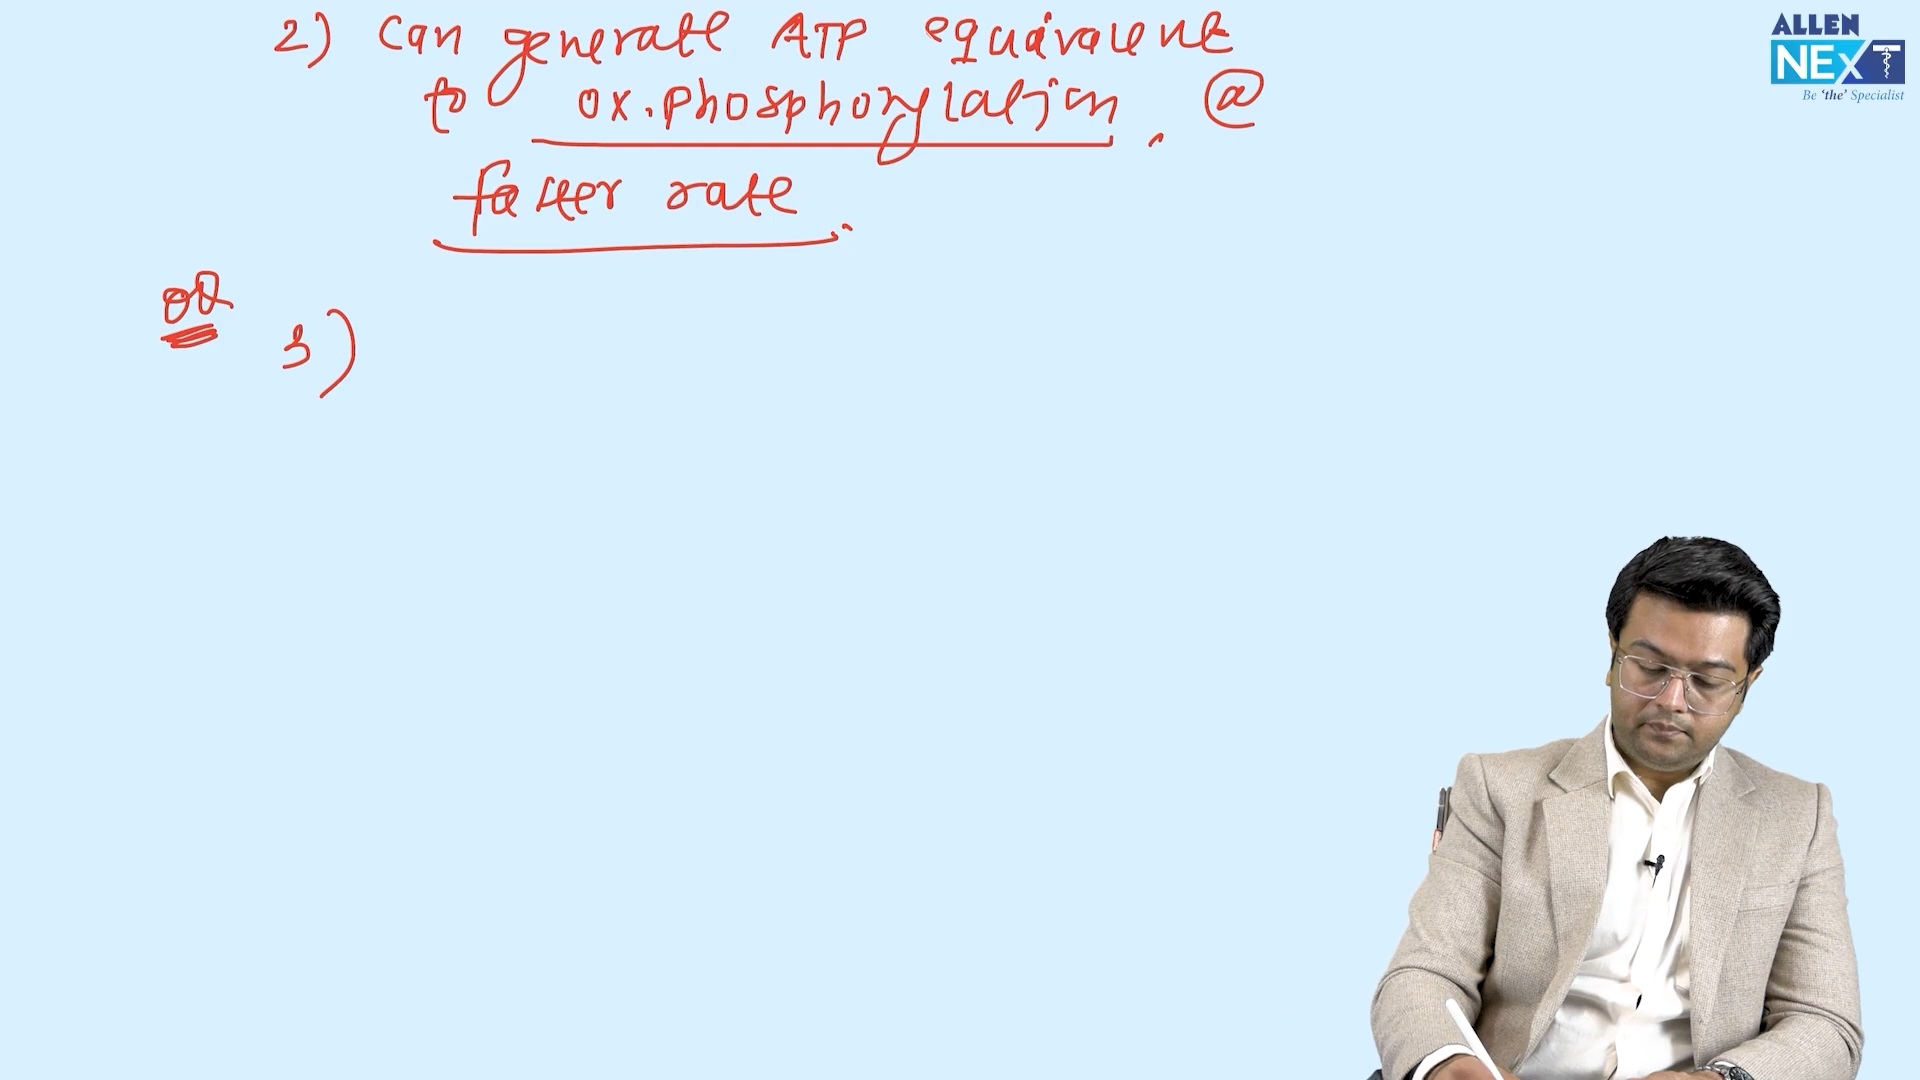 2) Can generate ATP equivalent
to ox. phosphorylation. @
faster rate.
OR
3)
ALLEN
NEXT
Be 'the' Specialist